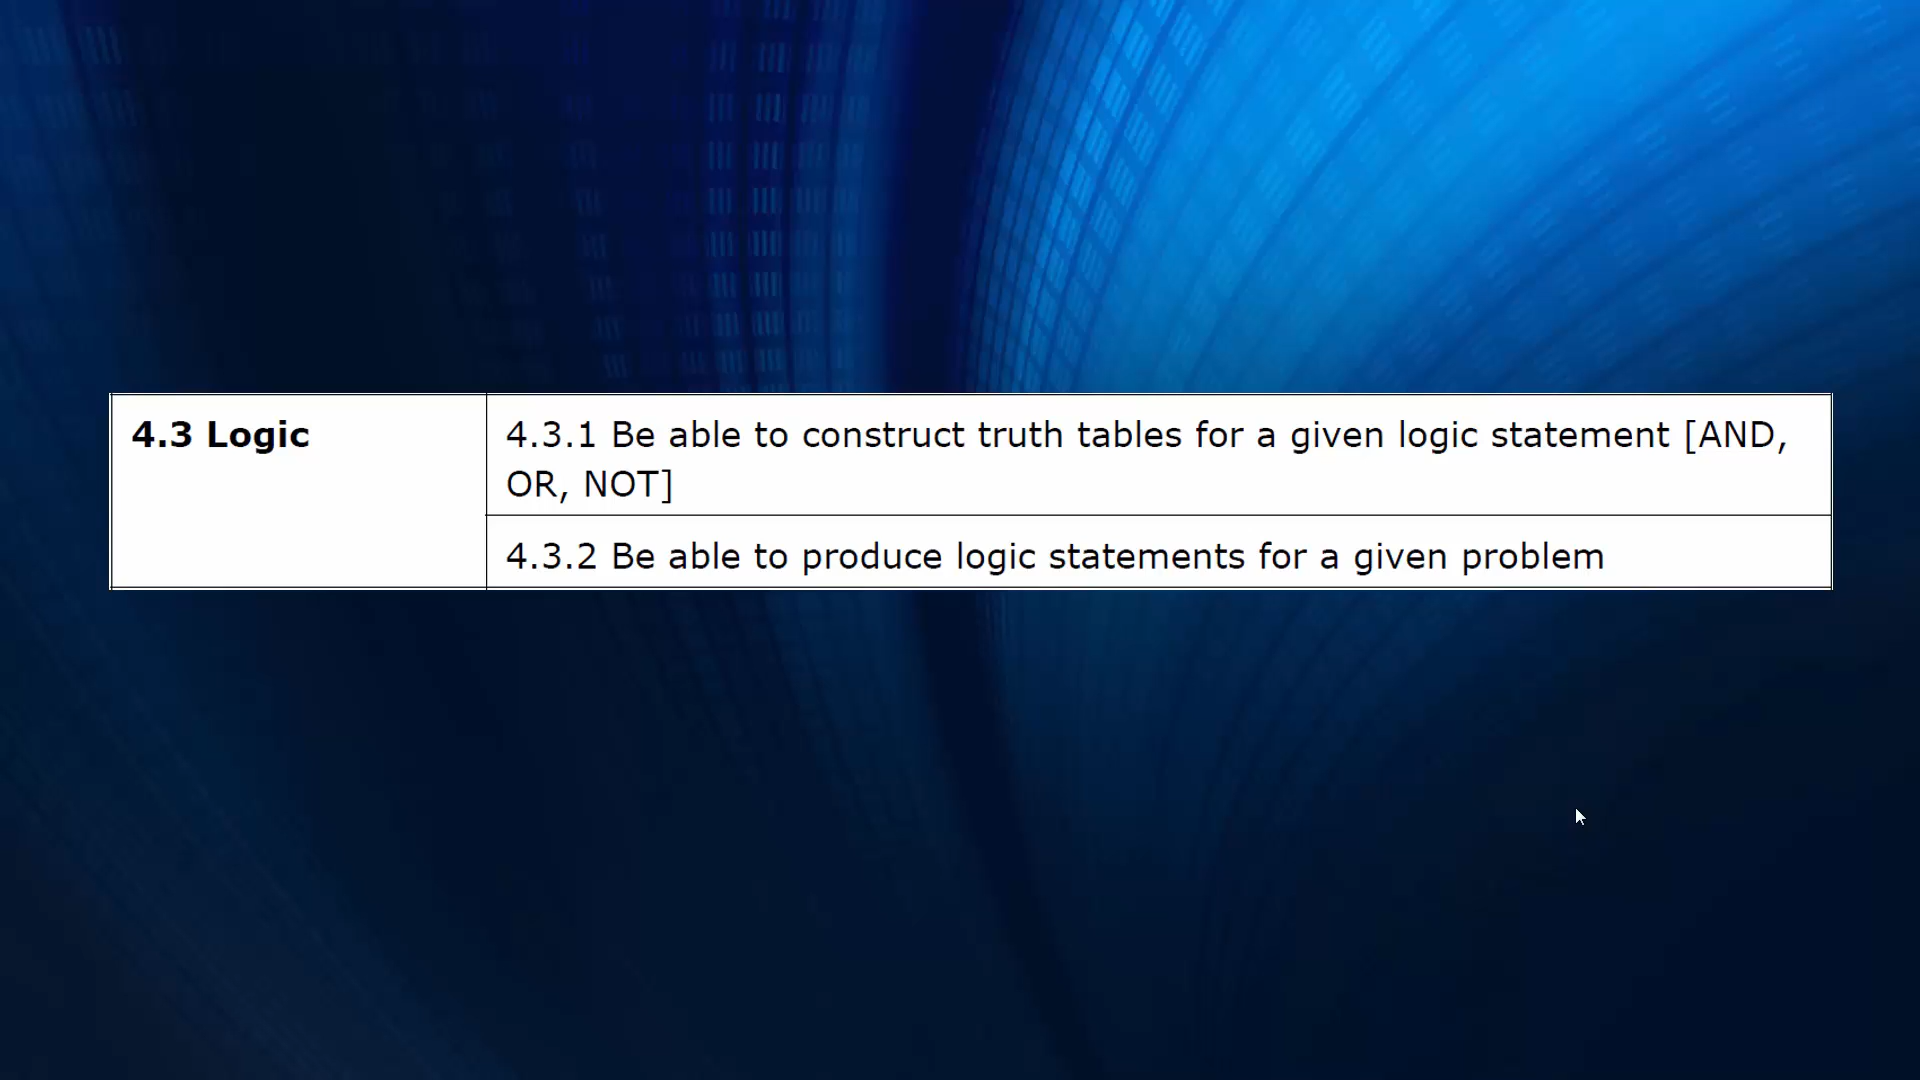 4.3 Logic
4.3.1 Be able to construct truth tables for a given logic statement [AND,
OR, NOT]
4.3.2 Be able to produce logic statements for a given problem